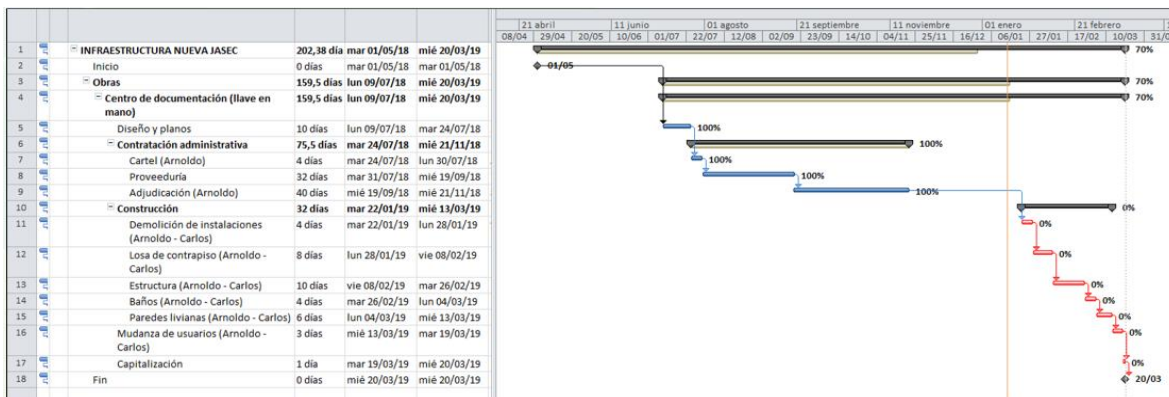 21 abril 11 junio 01 agosto 21 septiembre 11 noviembre 01 enero 21 febrero
08/04 29/04 20/05 10/06 01/07 22/07 12/08 02/09 23/09 14/10 04/11 25/11 16/12 06/01 27/01 17/02 10/03 31/0
1 INFRAESTRUCTURA NUEVA JASEC 202,38 día mar 01/05/18 mié 20/03/19 70%
2 Inicio 0 días mar 01/05/18 mar 01/05/18 01/05
3 Obras 159,5 días lun 09/07/18 mié 20/03/19 70%
4 Centro de documentación (llave en 159,5 días lun 09/07/18 mié 20/03/19 70%
mano)
5 Diseño y planos 10 días lun 09/07/18 mar 24/07/18 100%
6 Contratación administrativa 75,5 días mar 24/07/18 mié 21/11/18 100%
7 Cartel (Arnoldo) 4 días mar 24/07/18 lun 30/07/18 100%
8 Proveeduría 32 días mar 31/07/18 mié 19/09/18 100%
9 Adjudicación (Arnoldo) 40 días mié 19/09/18 mié 21/11/18 100%
10 Construcción 32 días mar 22/01/19 mié 13/03/19 0%
11 Demolición de instalaciones 4 días mar 22/01/19 lun 28/01/19 0%
(Arnoldo - Carlos)
12 Losa de contrapiso (Arnoldo - 8 días lun 28/01/19 vie 08/02/19 0%
Carlos)
13 Estructura (Arnoldo - Carlos) 10 días vie 08/02/19 mar 26/02/19 0%
14 Baños (Arnoldo - Carlos) 4 días mar 26/02/19 lun 04/03/19 0%
15 Paredes livianas (Arnoldo - Carlos) 6 días lun 04/03/19 mié 13/03/19 0%
16 Mudanza de usuarios (Arnoldo - 3 días mié 13/03/19 mar 19/03/19 0%
Carlos)
17 Capitalización 1 día mar 19/03/19 mié 20/03/19 0%
18 Fin 0 días mié 20/03/19 mié 20/03/19 20/03